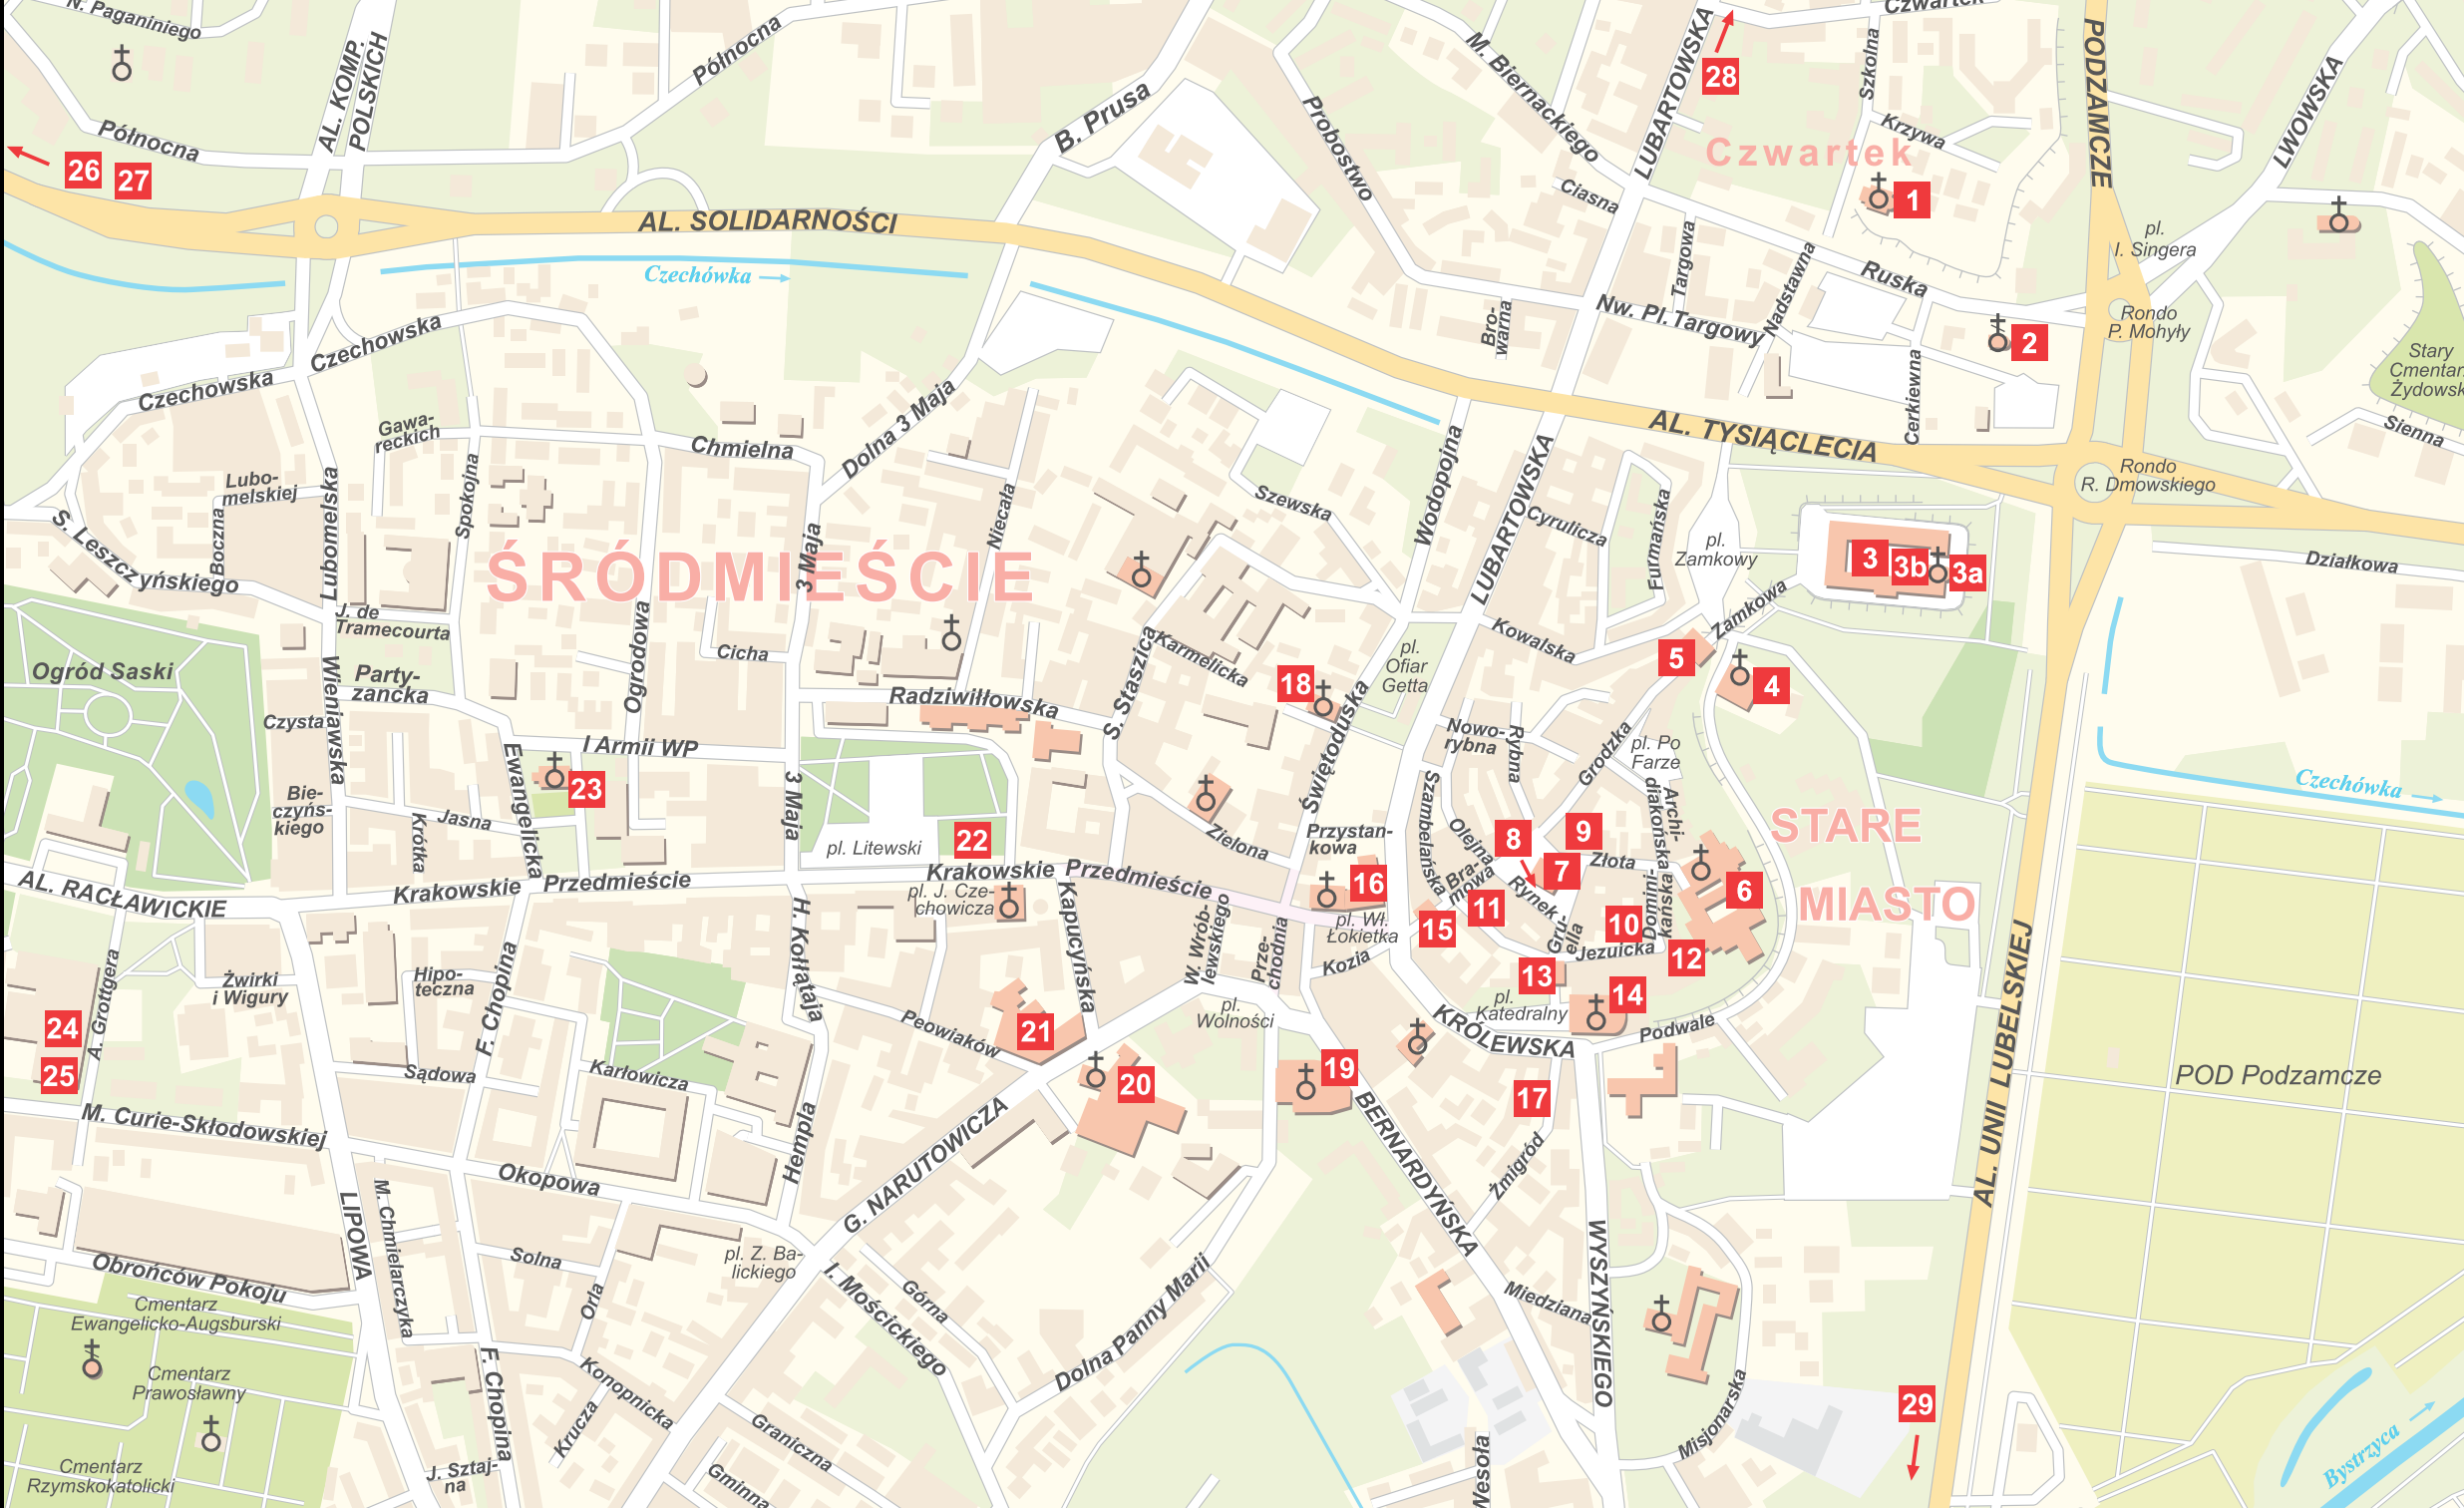 N. Paganiniego
AL. KOMP.
POLSKICH
Północna
Północna
26
27
B. Prusa
AL. SOLIDARNOŚCI
Czechówka
M. Biernackiego
Probostwo
LUBARTOWSKA
28
Czwartek
Szkolna
Krzywa
Czwartek
Ciasna
1
PODZAMCZE
LWOWSKA
pl.
I. Singera
Rondo
P. Mohyły
Stary
Żydowsk
Sienna
Targowa
Nadstawna
Ruska
Nw. Pl. Targowy
Bro-
warna
2
Cerkiewna
AL. TYSIĄCLECIA
Rondo
R. Dmowskiego
Działkowa
Czechowska
Czechowska
Gawa-
reckich
Chmielna
Dolna 3 Maja
Lubo-
melskiej
Boczna
Lubomelska
Spokojna
S. Leszczyńskiego
J. de
Tramecourta
ŚRÓDMIEŚCIE
3 Maja
Niecała
Szewska
Wodopojna
LUBARTOWSKA
Cyrulicza
Furmańska
pl.
Zamkowy
3
3b
3a
Zamkowa
Kowalska
5
4
Ogród Saski
Party-
zancka
Czysta
Wieniawska
Ogrodowa
Cicha
Radziwiłłowska
S. Staszica
Karmelicka
18
pl.
Ofiar
Getta
Świętoduska
Nowo-
rybna
Rybna
Grodzka
pl. Po
Farze
I Armii WP
Ewangelicka
23
Bie-
czyńs-
kiego
Jasna
Krótka
3 Maja
pl. Litewski
22
Zielona
Przystan-
kowa
Szambelańska
Olejna
8
9
7
Złota
Archi-
diakońska
STARE
MIASTO
6
Czechówka
AL. RACŁAWICKIE
Krakowskie Przedmieście
Krakowskie Przedmieście
pl. J. Cze-
chowicza
16
pl. Wł.
Łokietka
Bra-
mowa
11
15
Rynek
Gru-
ella
10
Domini-
kańska
Jezuicka
12
13
14
pl.
Katedralny
Podwale
KRÓLEWSKA
Kozia
Prze-
chodnia
W. Wrób-
lewskiego
Kapucyńska
H. Kołłątaja
Peowiaków
21
pl.
Wolności
20
19
17
A. Grottgera
Żwirki
i Wigury
Hipo-
teczna
F. Chopina
24
25
Sądowa
Karłowicza
M. Curie-Skłodowskiej
Okopowa
Hempla
G. NARUTOWICZA
BERNARDYŃSKA
Żmigród
WYSZYŃSKIEGO
AL. UNII LUBELSKIEJ
POD Podzamcze
LIPOWA
M. Chmielarczyka
Solna
Orla
pl. Z. Ba-
lickiego
I. Mościckiego
Górna
Dolna Panny Marii
Miedziana
Obrońców Pokoju
Cmentarz
Ewangelicko-Augsburski
Cmentarz
Prawosławny
Cmentarz
Rzymskokatolicki
F. Chopina
J. Sztaj-
na
Konopnicka
Krucza
Graniczna
Gminna
Wesoła
Misjonarska
29
Bystrzyca